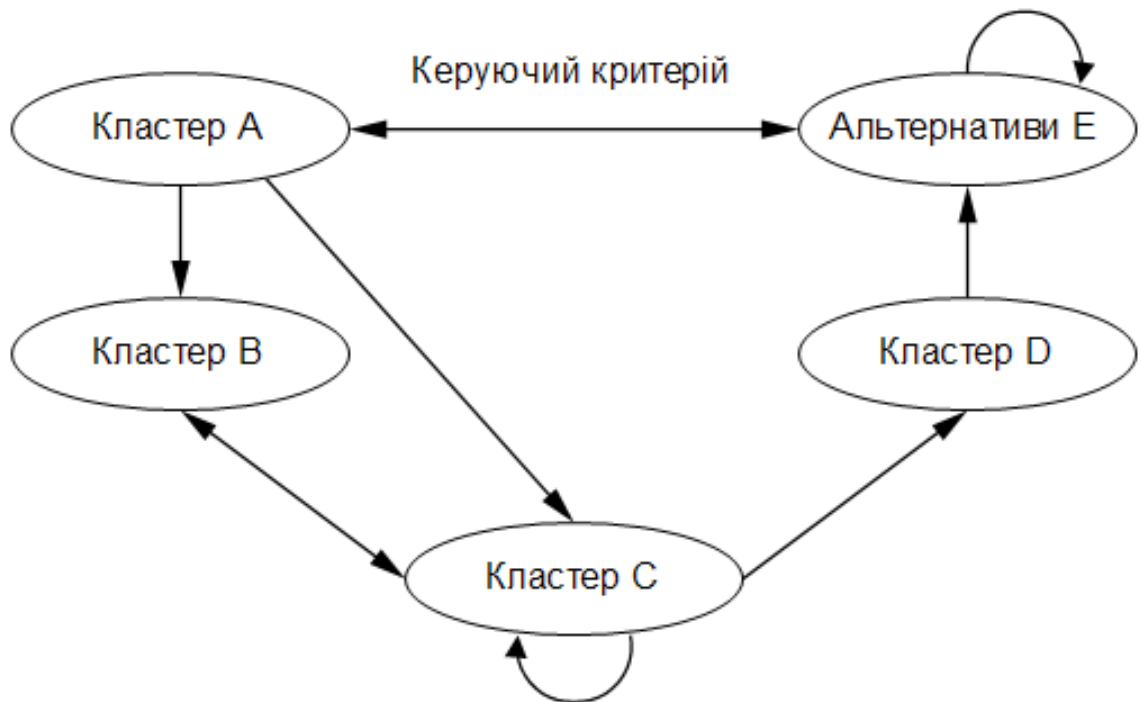 Керуючий критерій
Кластер A
Альтернативи E
Кластер B
Кластер D
Кластер C